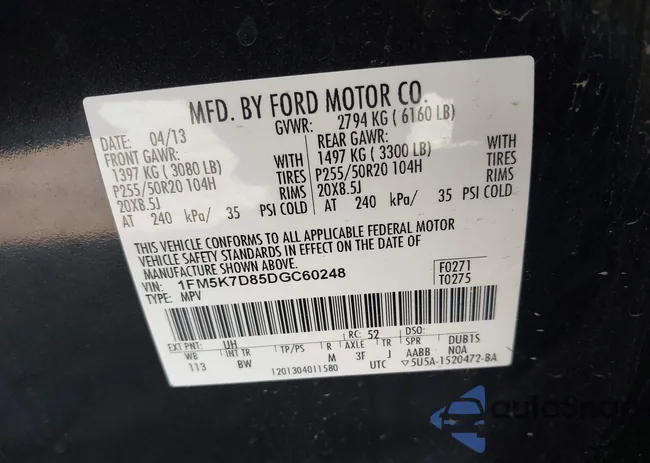 MFD. BY FORD MOTOR CO.
DATE: 04/13 GVWR: 2794 KG ( 6160 LB)
FRONT GAWR: REAR GAWR:
1397 KG ( 3080 LB) WITH 1497 KG ( 3300 LB) WITH
P255/50R20 104H TIRES P255/50R20 104H TIRES
20X8.5J RIMS 20X8.5J RIMS
AT 240 kPa/ 35 PSI COLD AT 240 kPa/ 35 PSI COLD
THIS VEHICLE CONFORMS TO ALL APPLICABLE FEDERAL MOTOR
VEHICLE SAFETY STANDARDS IN EFFECT ON THE DATE OF
MANUFACTURE SHOWN ABOVE.
VIN: 1FM5K7D85DGC60248 F0271
TYPE: MPV T0275
EXT PNT: UH RC: 52 DSO:
WB INT TR TP/PS R AXLE TR SPR DUB1S
113 BW M 3F J AABB NOA
1201304011580 UTC 5U5A-1520472-BA
autoSnap